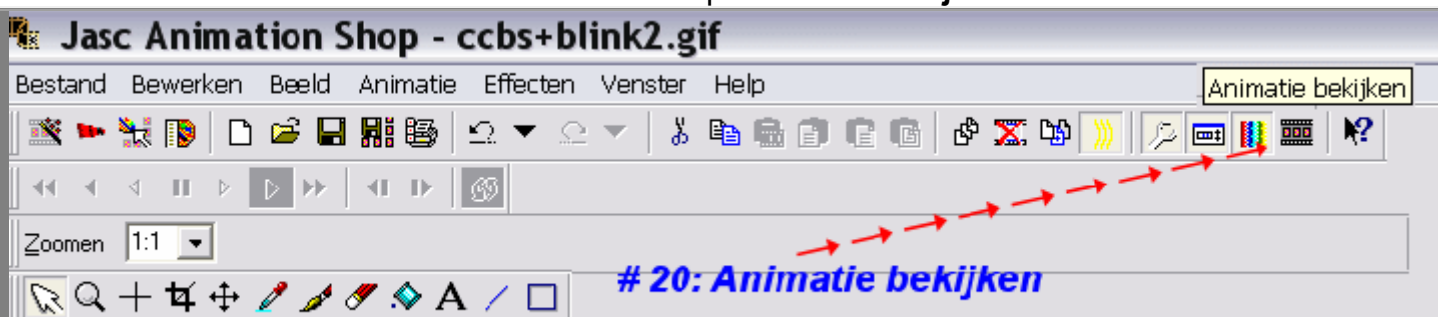 Jasc Animation Shop - ccbs+blink2.gif
Bestand Bewerken Beeld Animatie Effecten Venster Help
Animatie bekijken
Zoomen 1:1
# 20: Animatie bekijken